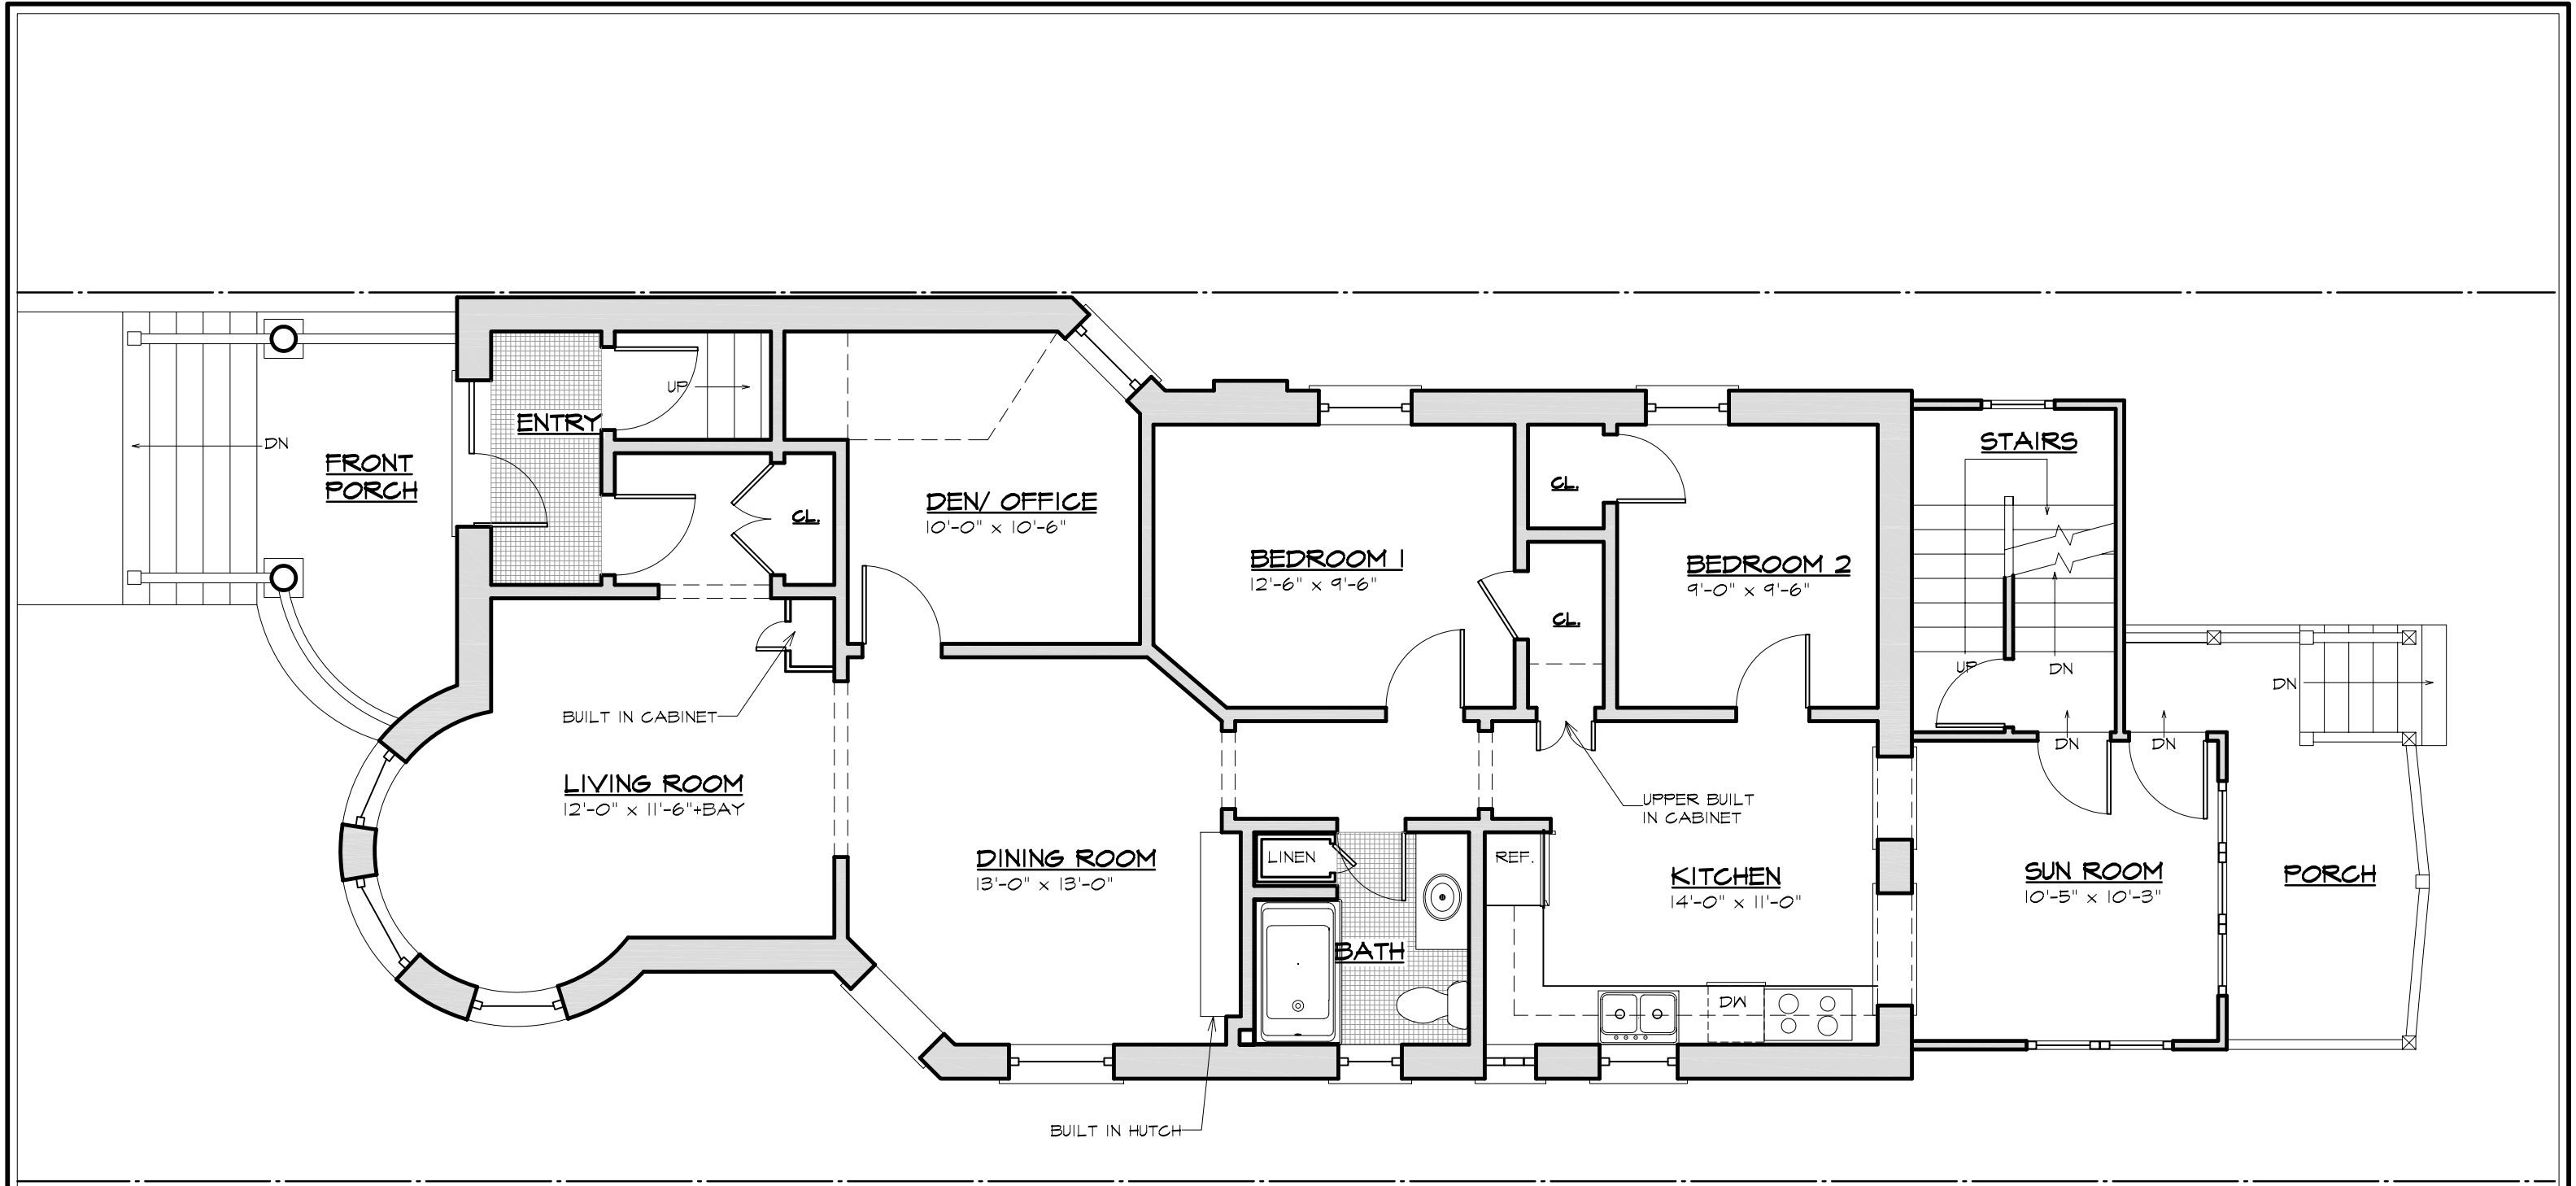 UP
ENTRY
DN
FRONT
PORCH
CL.
DEN/ OFFICE
10'-0" x 10'-6"
BUILT IN CABINET
LIVING ROOM
12'-0" x 11'-6"+BAY
DINING ROOM
13'-0" x 13'-0"
BUILT IN HUTCH
BEDROOM 1
12'-6" x 9'-6"
CL.
CL.
BEDROOM 2
9'-0" x 9'-6"
UPPER BUILT
IN CABINET
LINEN
BATH
REF.
KITCHEN
14'-0" x 11'-0"
DW
STAIRS
UP
DN
DN
DN
DN
SUN ROOM
10'-5" x 10'-3"
PORCH